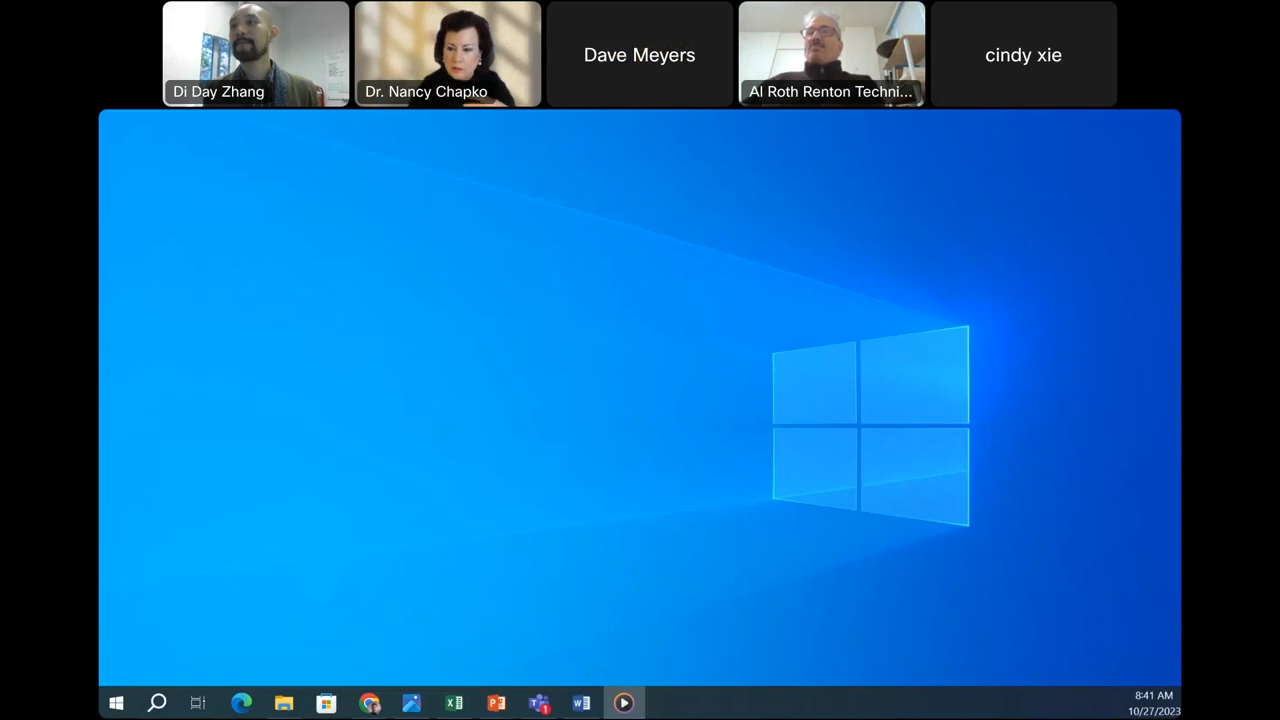 Di Day Zhang
Dr. Nancy Chapko
Dave Meyers
Al Roth Renton Techni...
cindy xie
8:41 AM
10/27/2023